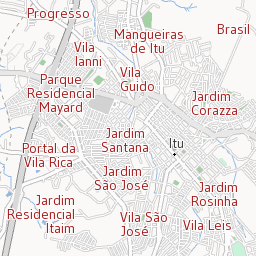 Progresso
Brasil
Mangueiras
de Itu
Vila
Ianni
Vila
Guido
Parque
Residencial
Mayard
Jardim
Corazza
Jardim
Santana
Itu
Portal da
Vila Rica
Jardim
São José
Jardim
Rosinha
Jardim
Residencial
Itaim
Vila São
José
Vila Leis